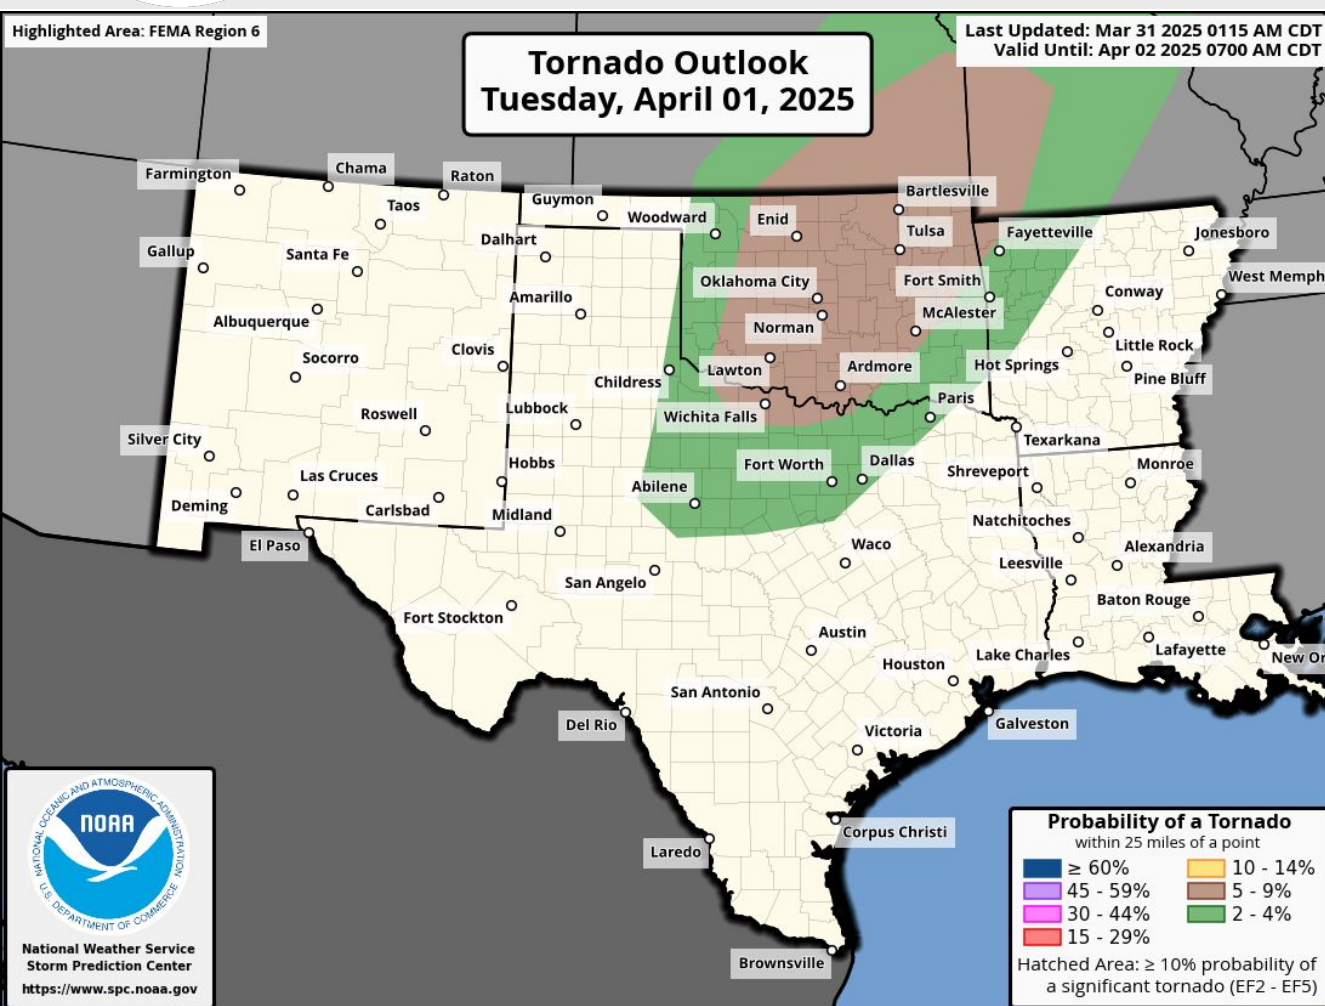 Highlighted Area: FEMA Region 6
Last Updated: Mar 31 2025 0115 AM CDT
Valid Until: Apr 02 2025 0700 AM CDT
Tornado Outlook
Tuesday, April 01, 2025
Farmington
Chama
Raton
Taos
Guymon
Woodward
Enid
Bartlesville
Tulsa
Fayetteville
Jonesboro
Gallup
Santa Fe
Dalhart
Oklahoma City
Fort Smith
West Memph
Albuquerque
Amarillo
Norman
McAlester
Conway
Little Rock
Socorro
Clovis
Childress
Lawton
Ardmore
Hot Springs
Pine Bluff
Roswell
Lubbock
Wichita Falls
Paris
Silver City
Texarkana
Las Cruces
Hobbs
Abilene
Fort Worth
Dallas
Shreveport
Monroe
Deming
Carlsbad
Midland
Natchitoches
El Paso
Waco
Alexandria
San Angelo
Leesville
Fort Stockton
Baton Rouge
Austin
Lake Charles
Lafayette
New Or
Houston
San Antonio
Del Rio
Galveston
Victoria
Corpus Christi
Laredo
Brownsville
NATIONAL OCEANIC AND ATMOSPHERIC ADMINISTRATION
NOAA
U.S. DEPARTMENT OF COMMERCE
National Weather Service
Storm Prediction Center
https://www.spc.noaa.gov
Probability of a Tornado
within 25 miles of a point
≥ 60%
45 - 59%
30 - 44%
15 - 29%
10 - 14%
5 - 9%
2 - 4%
Hatched Area: ≥ 10% probability of
a significant tornado (EF2 - EF5)